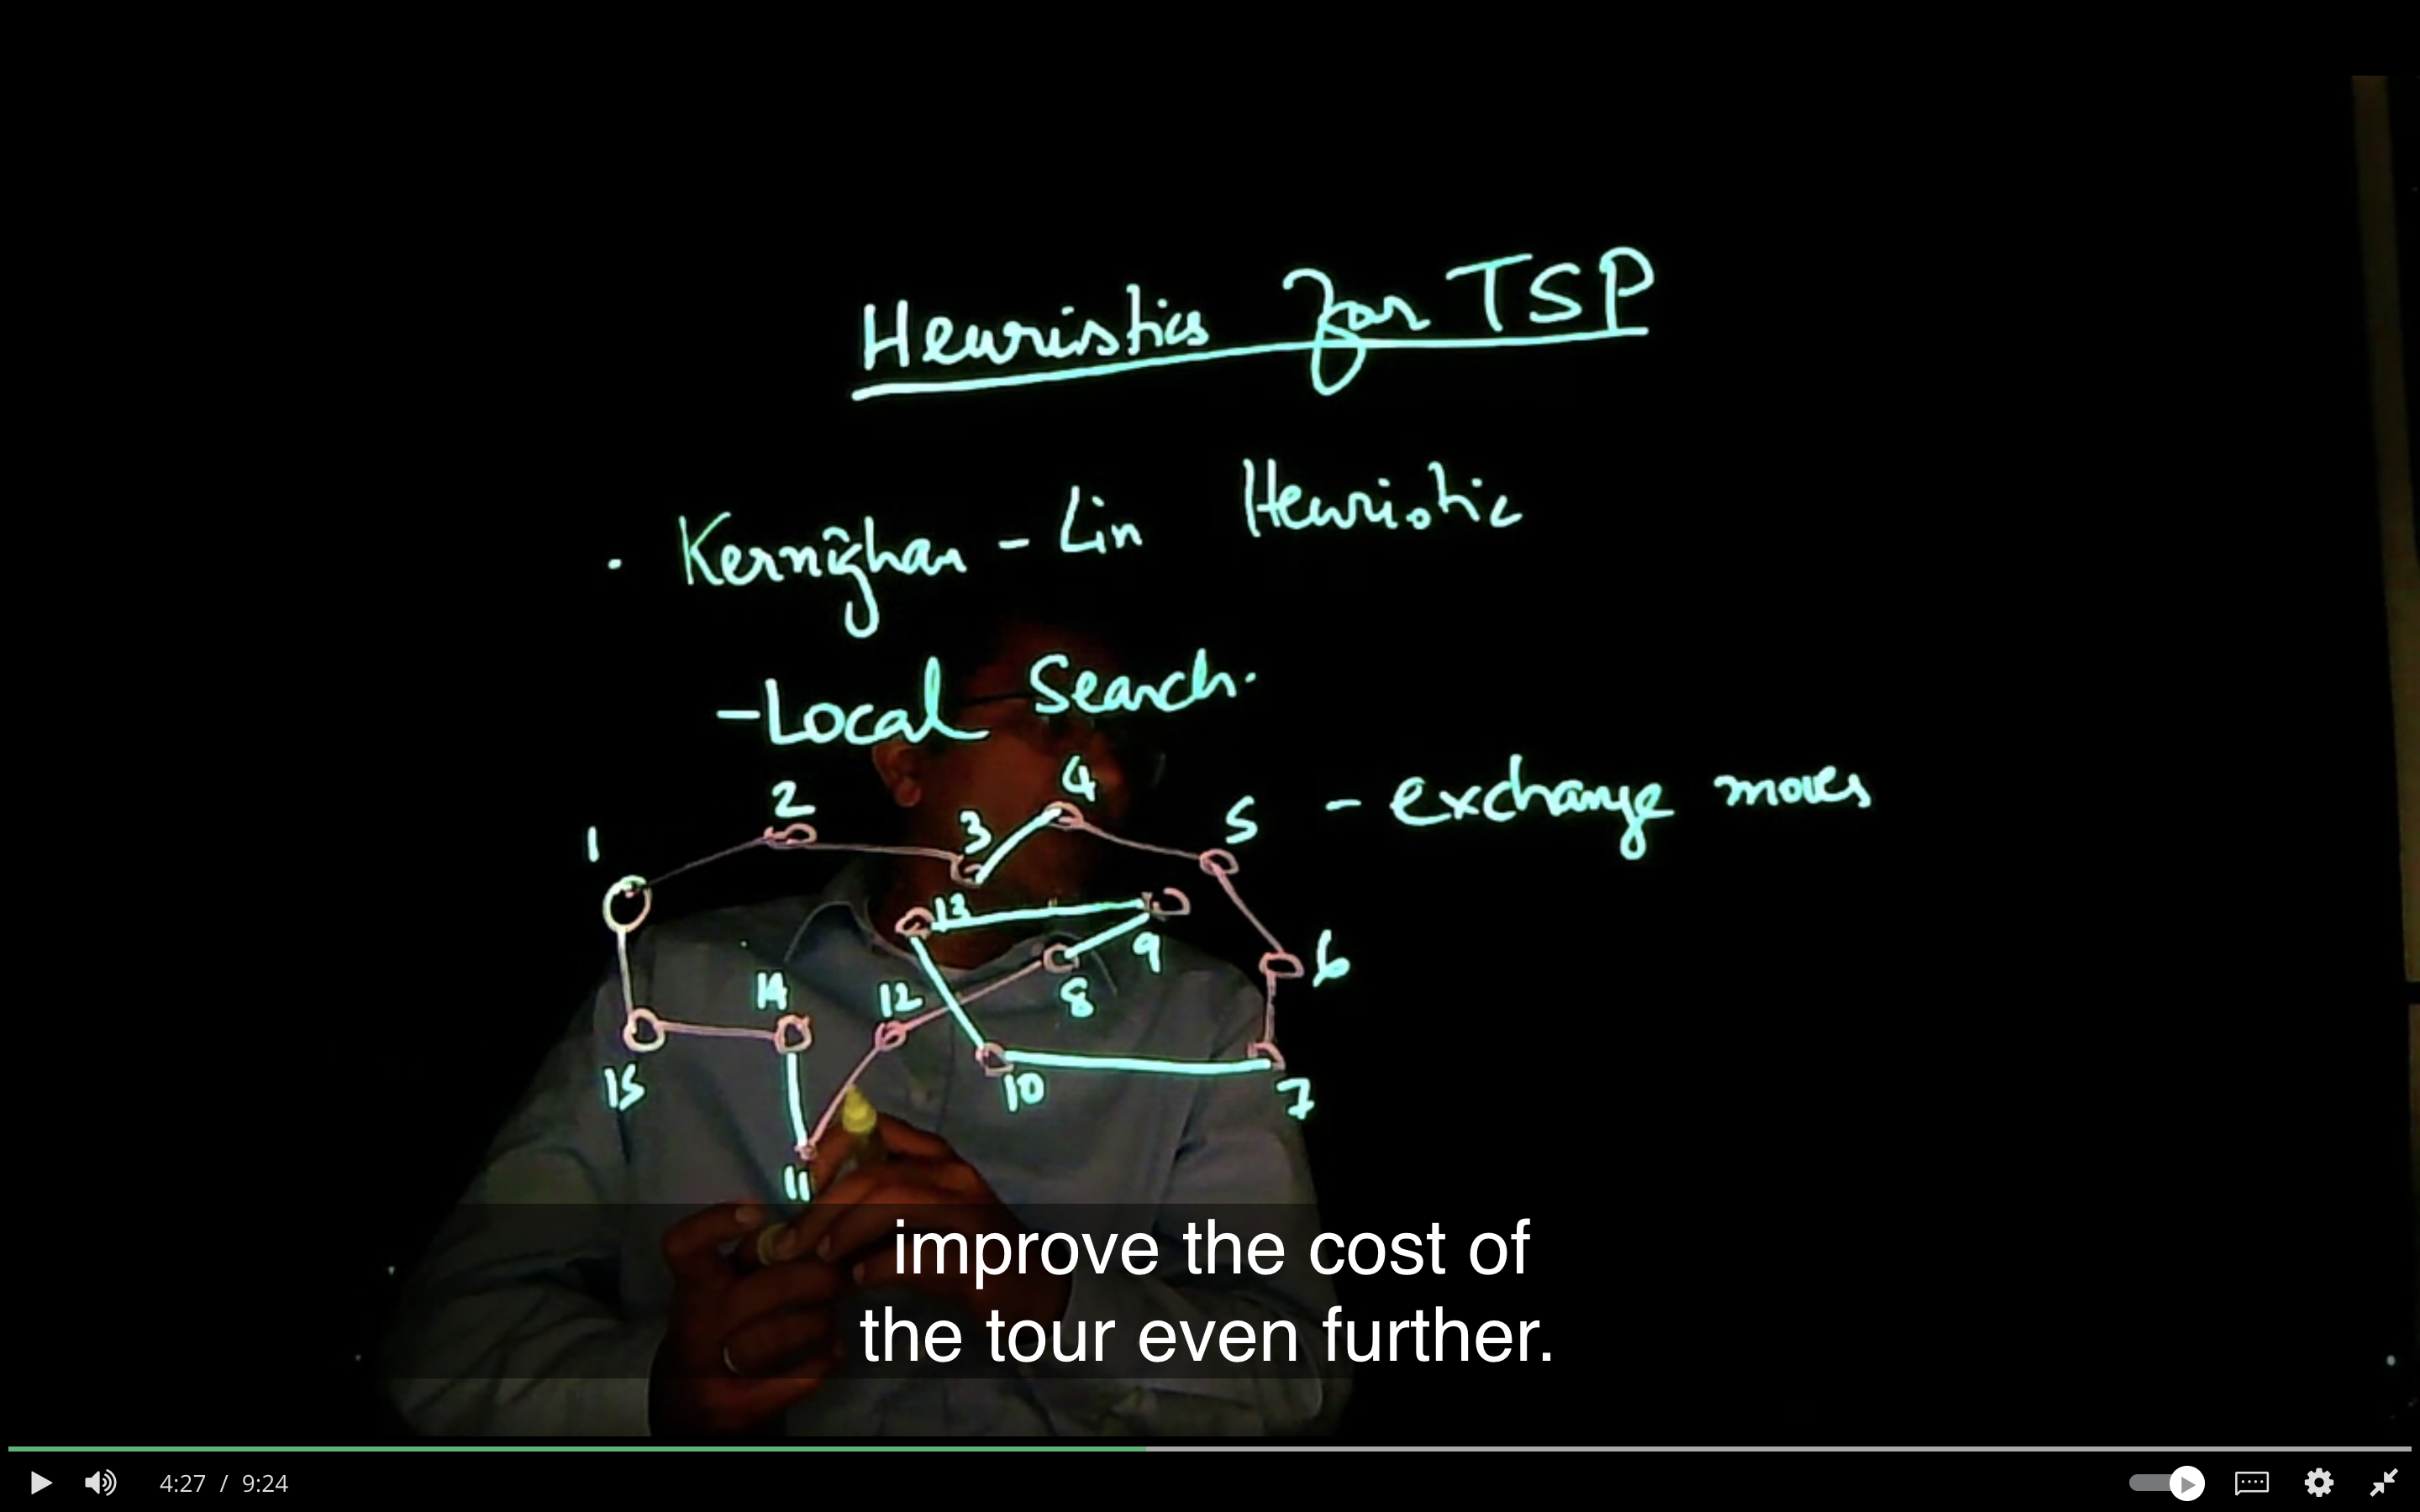 Heuristics for TSP
· Kernighan - Lin Heuristic
- Local Search.
- exchange moves
1
2
3
4
5
6
7
8
9
10
11
12
13
14
15
improve the cost of
the tour even further.
4:27 / 9:24